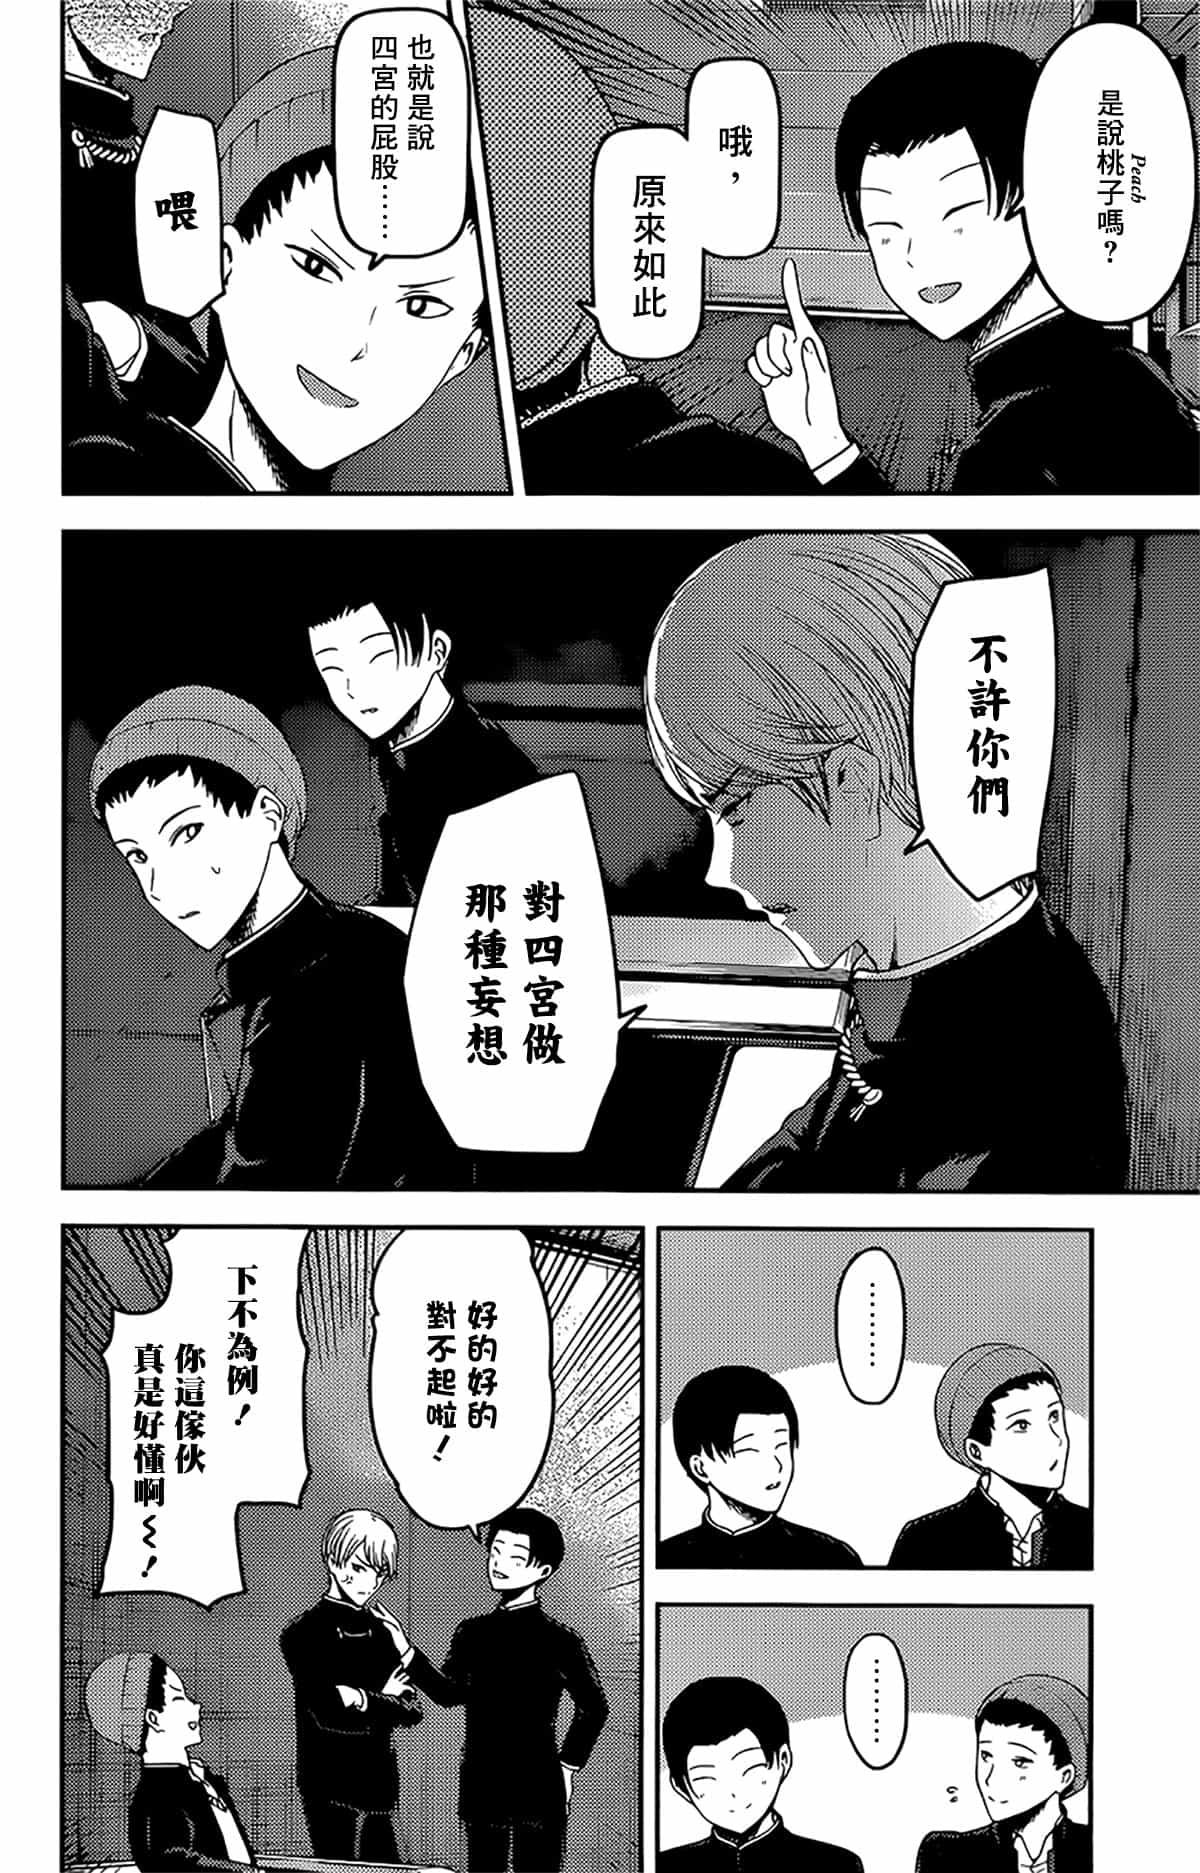 是說桃子嗎？
Peach
哦，
原來如此
也就是說
四宮的屁股……
喂
不許你們
對四宮做
那種妄想
………
………
好的好的
對不起啦！
下不為例！
你這傢伙
真是好懂啊～！